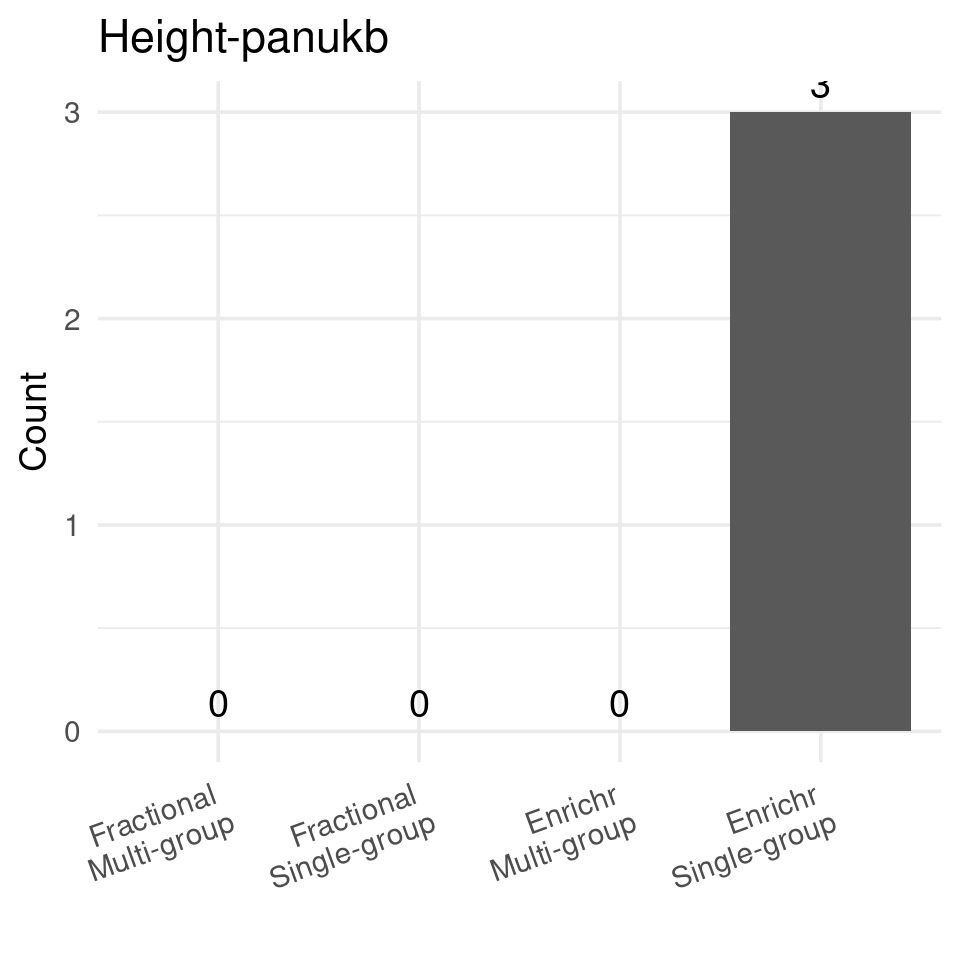 Height-panukb
3
3
2
1
0
Count
0
0
0
Fractional
Multi-group
Fractional
Single-group
Enrichr
Multi-group
Enrichr
Single-group